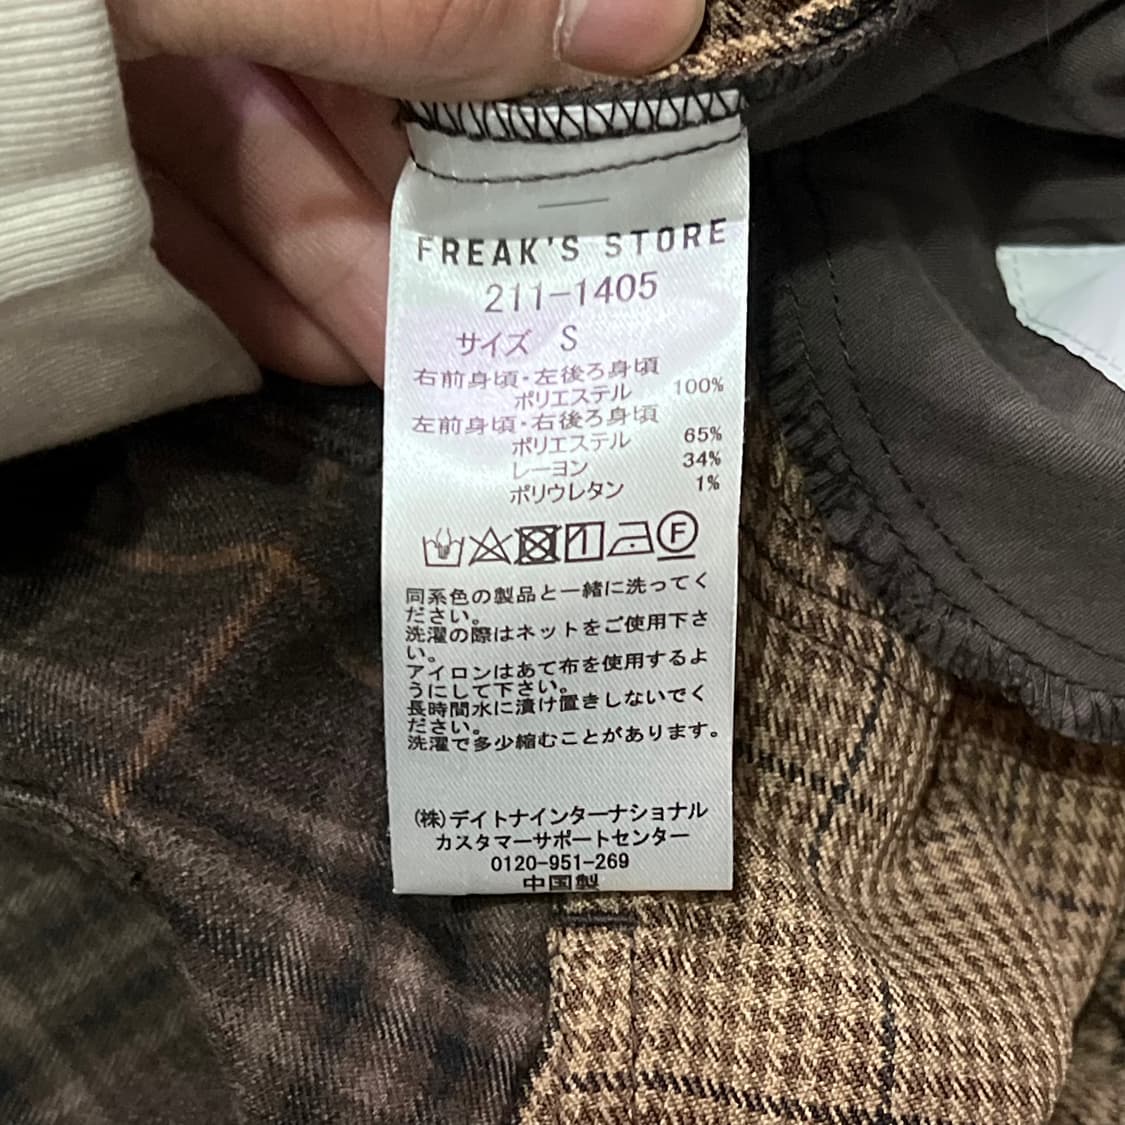 FREAK'S STORE
211-1405
サイズ S
右前身頃・左後ろ身頃
ポリエステル 100%
左前身頃・右後ろ身頃
ポリエステル 65%
レーヨン 34%
ポリウレタン 1%
F
同系色の製品と一緒に洗ってく
ださい。
洗濯の際はネットをご使用下さ
い。
アイロンはあて布を使用するよ
うにして下さい。
長時間水に漬け置きしないでく
ださい。
洗濯で多少縮むことがあります。
(株)デイトナインターナショナル
カスタマーサポートセンター
0120-951-269
中国製